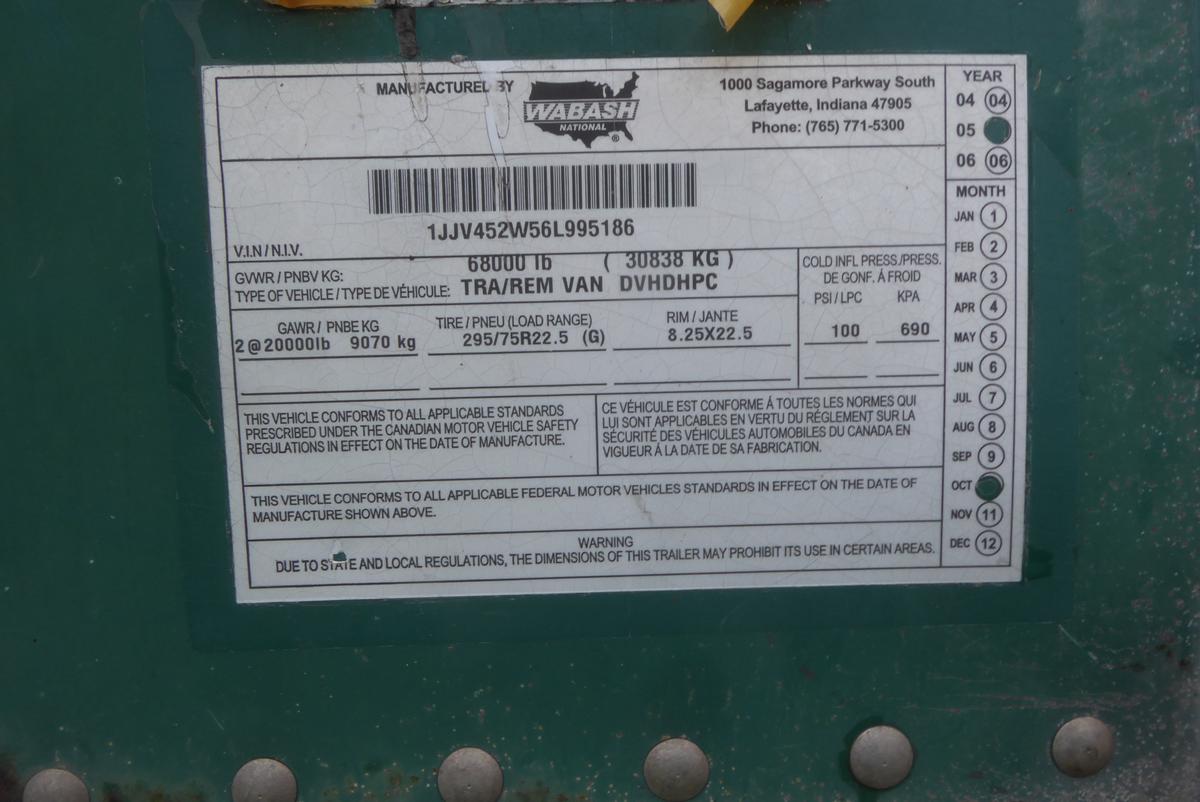 MANUFACTURED BY
WABASH
NATIONAL
®
1000 Sagamore Parkway South
Lafayette, Indiana 47905
Phone: (765) 771-5300
1JJV452W56L995186
V.I.N / N.I.V.
GVWR / PNBV KG: 68000 lb ( 30838 KG )
TYPE OF VEHICLE / TYPE DE VÉHICULE: TRA/REM VAN DVHDHPC
COLD INFL PRESS./PRESS.
DE GONF. Á FROID
PSI / LPC KPA
100 690
GAWR / PNBE KG TIRE / PNEU (LOAD RANGE) RIM / JANTE
2@20000lb 9070 kg 295/75R22.5 (G) 8.25X22.5
THIS VEHICLE CONFORMS TO ALL APPLICABLE STANDARDS
PRESCRIBED UNDER THE CANADIAN MOTOR VEHICLE SAFETY
REGULATIONS IN EFFECT ON THE DATE OF MANUFACTURE.
CE VÉHICULE EST CONFORME Á TOUTES LES NORMES QUI
LUI SONT APPLICABLES EN VERTU DU RÉGLEMENT SUR LA
SÉCURITÉ DES VÉHICULES AUTOMOBILES DU CANADA EN
VIGUEUR Á LA DATE DE SA FABRICATION.
THIS VEHICLE CONFORMS TO ALL APPLICABLE FEDERAL MOTOR VEHICLES STANDARDS IN EFFECT ON THE DATE OF
MANUFACTURE SHOWN ABOVE.
WARNING
DUE TO STATE AND LOCAL REGULATIONS, THE DIMENSIONS OF THIS TRAILER MAY PROHIBIT ITS USE IN CERTAIN AREAS.
YEAR
04 04
05
06 06
MONTH
JAN 1
FEB 2
MAR 3
APR 4
MAY 5
JUN 6
JUL 7
AUG 8
SEP 9
OCT
NOV 11
DEC 12